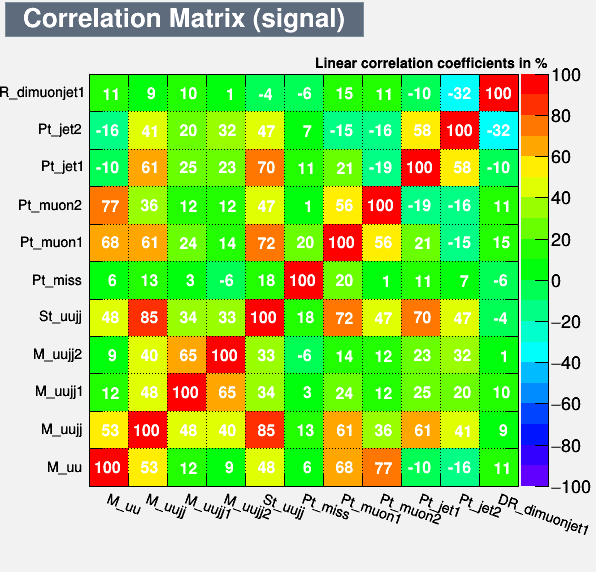 Correlation Matrix (signal)
Linear correlation coefficients in %
R_dimuonjet1 11 9 10 1 -4 -6 15 11 -10 -32 100
Pt_jet2 -16 41 20 32 47 7 -15 -16 58 100 -32
Pt_jet1 -10 61 25 23 70 11 21 -19 100 58 -10
Pt_muon2 77 36 12 12 47 1 56 100 -19 -16 11
Pt_muon1 68 61 24 14 72 20 100 56 21 -15 15
Pt_miss 6 13 3 -6 18 100 20 1 11 7 -6
St_uujj 48 85 34 33 100 18 72 47 70 47 -4
M_uujj2 9 40 65 100 33 -6 14 12 23 32 1
M_uujj1 12 48 100 65 34 3 24 12 25 20 10
M_uujj 53 100 48 40 85 13 61 36 61 41 9
M_uu 100 53 12 9 48 6 68 77 -10 -16 11
M_uu M_uujj M_uujj1 M_uujj2 St_uujj Pt_miss Pt_muon1 Pt_muon2 Pt_jet1 Pt_jet2 DR_dimuonjet1
100
80
60
40
20
0
−20
−40
−60
−80
−100